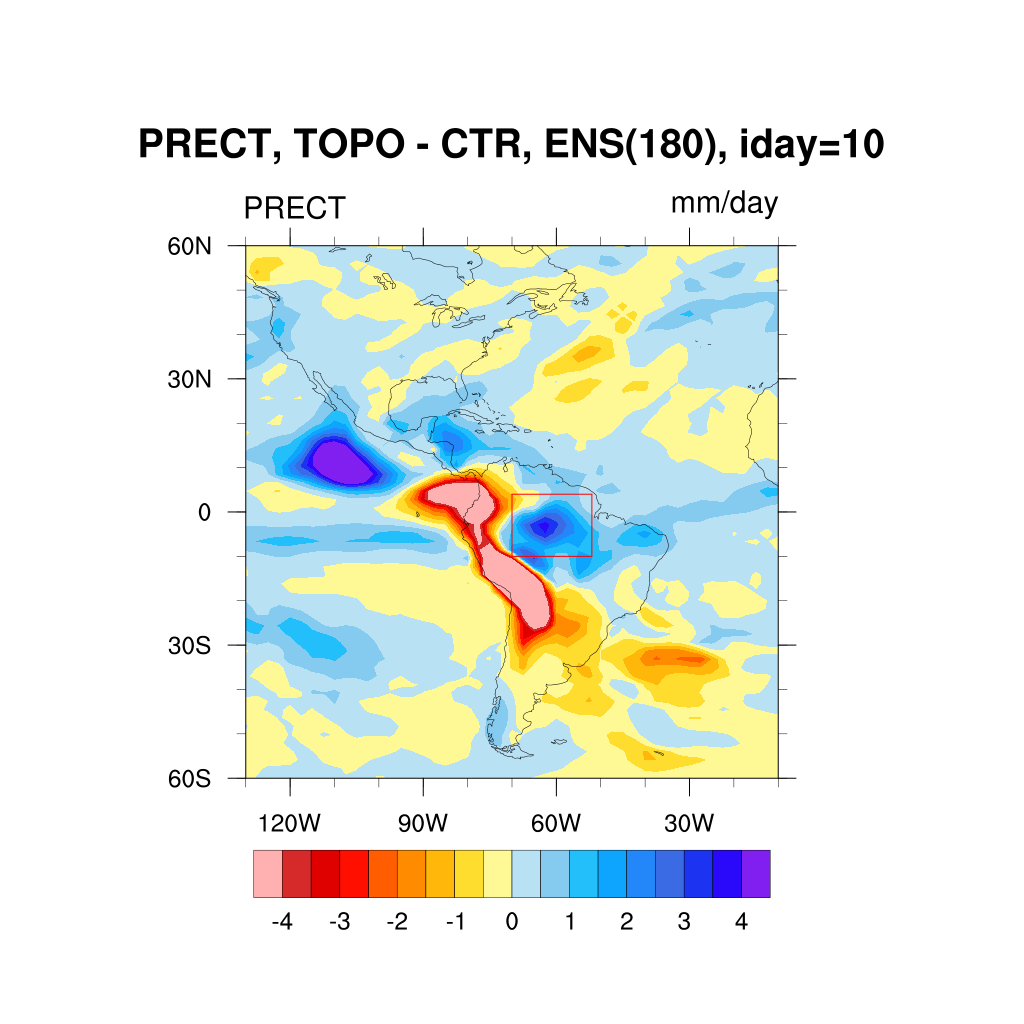 PRECT, TOPO - CTR, ENS(180), iday=10
PRECT mm/day
60N
30N
0
30S
60S
120W 90W 60W 30W
-4 -3 -2 -1 0 1 2 3 4